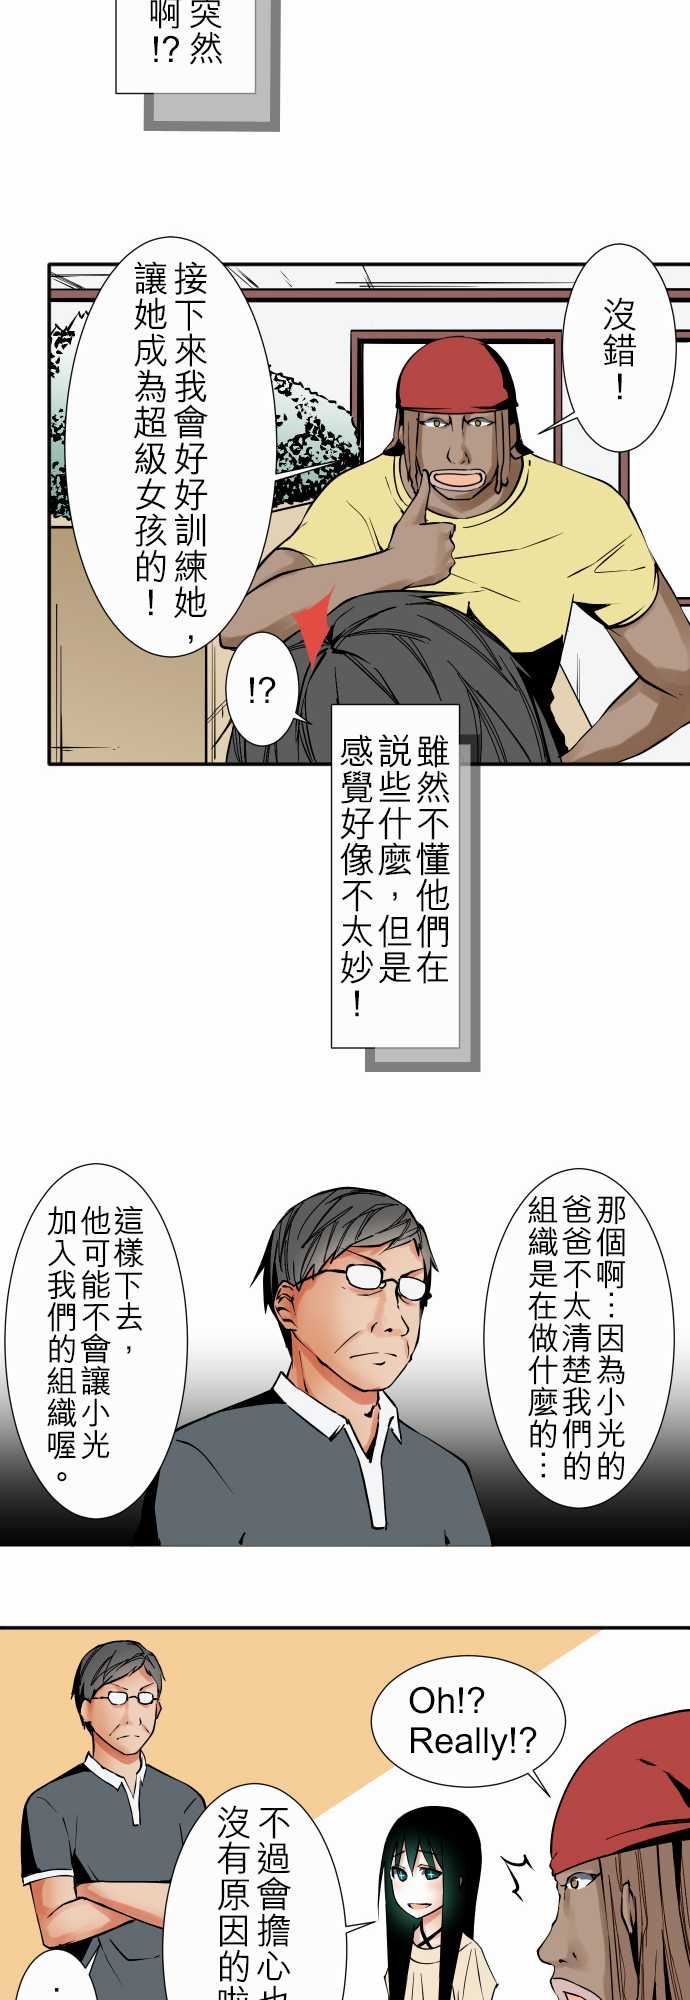 突然
啊!?
沒錯！
接下來我會好好訓練她，
讓她成為超級女孩的！
!?
雖然不懂他們在
說些什麼，但是
感覺好像不太妙！
那個啊…因為小光的
爸爸不太清楚我們的
組織是在做什麼的…
這樣下去，
他可能不會讓小光
加入我們的組織喔。
Oh!?
Really!?
不過會擔心也
沒有原因的啦